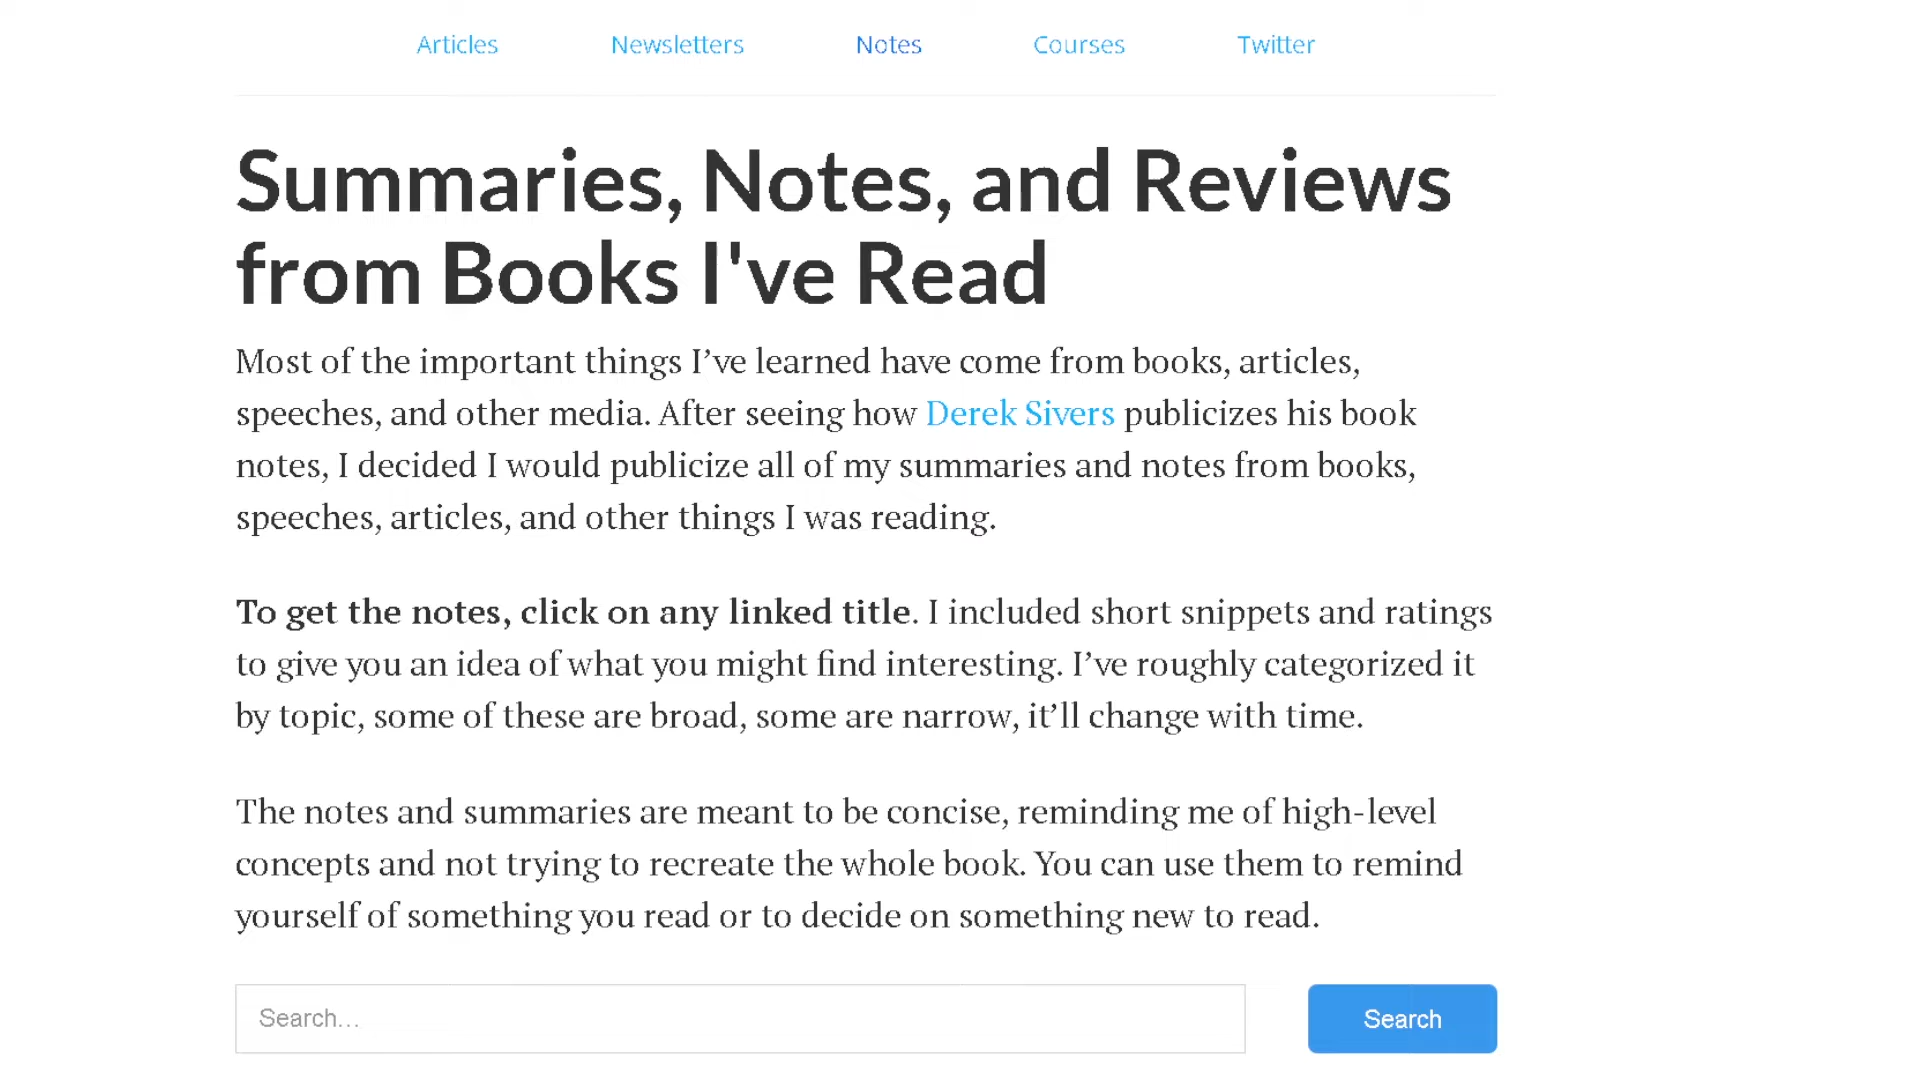 Articles Newsletters Notes Courses Twitter
Summaries, Notes, and Reviews
from Books I've Read
Most of the important things I’ve learned have come from books, articles,
speeches, and other media. After seeing how Derek Sivers publicizes his book
notes, I decided I would publicize all of my summaries and notes from books,
speeches, articles, and other things I was reading.
To get the notes, click on any linked title. I included short snippets and ratings
to give you an idea of what you might find interesting. I’ve roughly categorized it
by topic, some of these are broad, some are narrow, it’ll change with time.
The notes and summaries are meant to be concise, reminding me of high-level
concepts and not trying to recreate the whole book. You can use them to remind
yourself of something you read or to decide on something new to read.
Search… Search